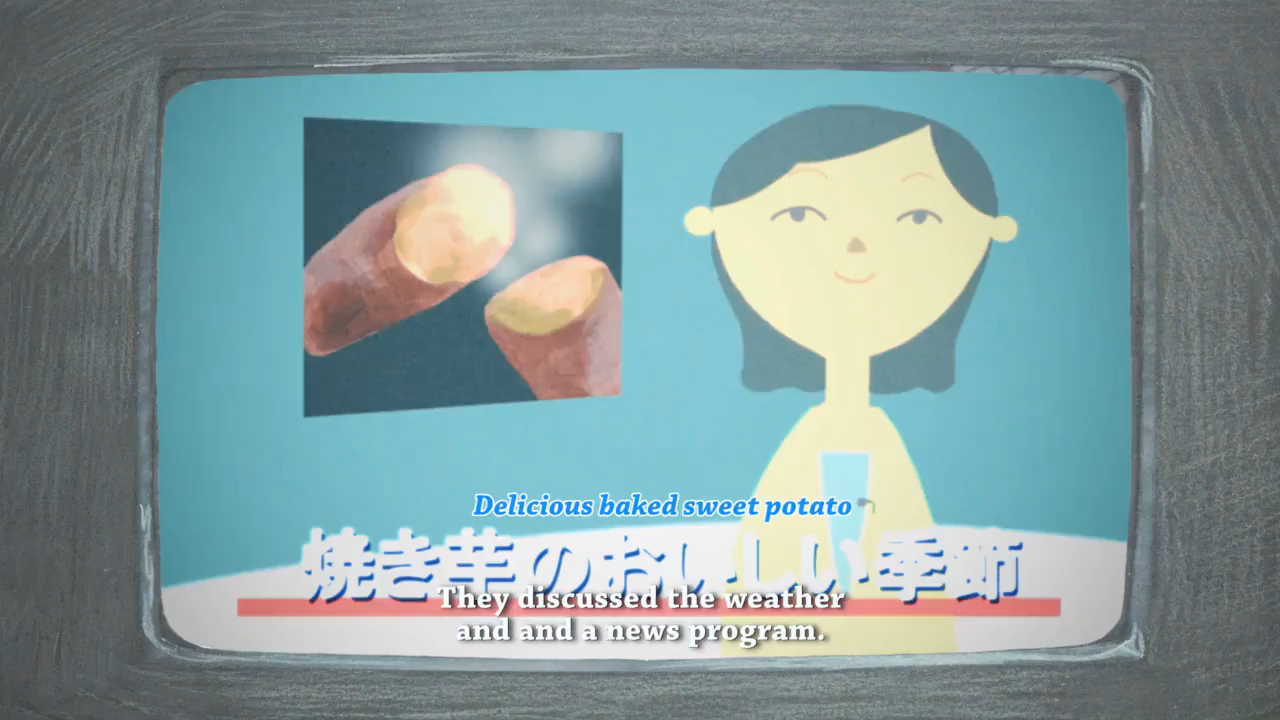 Delicious baked sweet potato
焼き芋のおいしい季節
They discussed the weather
and and a news program.